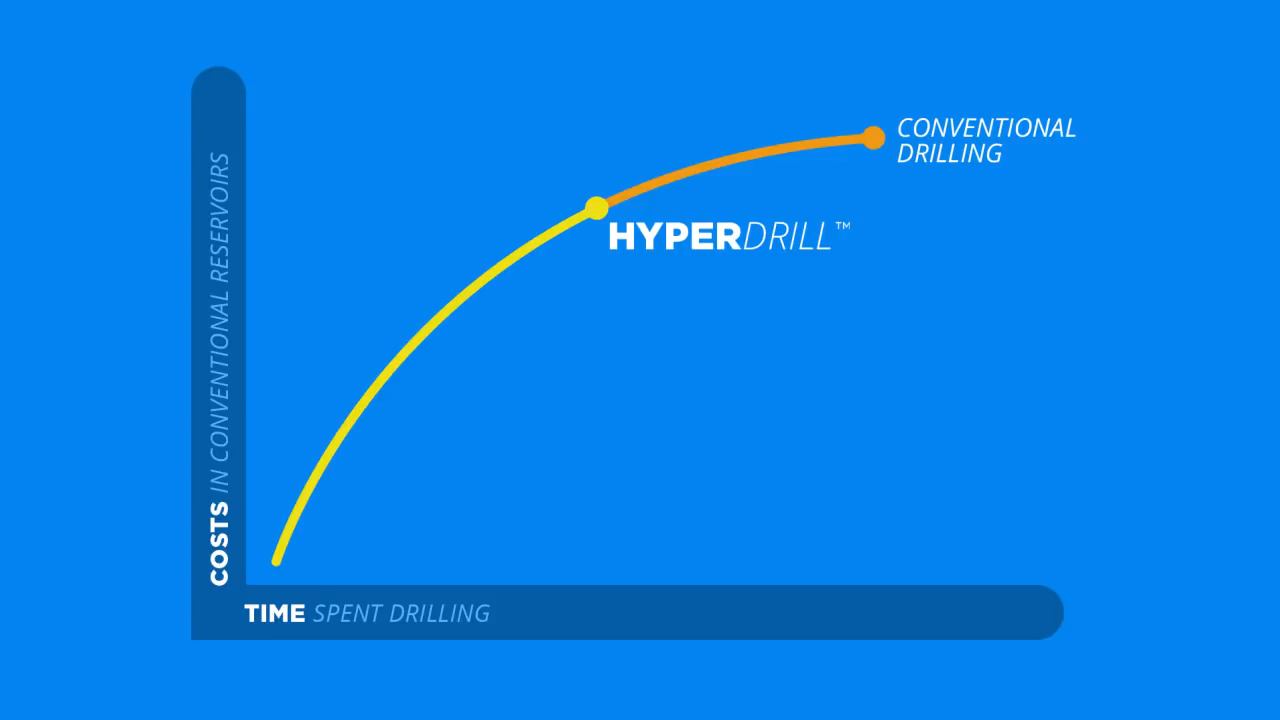 CONVENTIONAL
DRILLING
HYPERDRILL™
COSTS IN CONVENTIONAL RESERVOIRS
TIME SPENT DRILLING